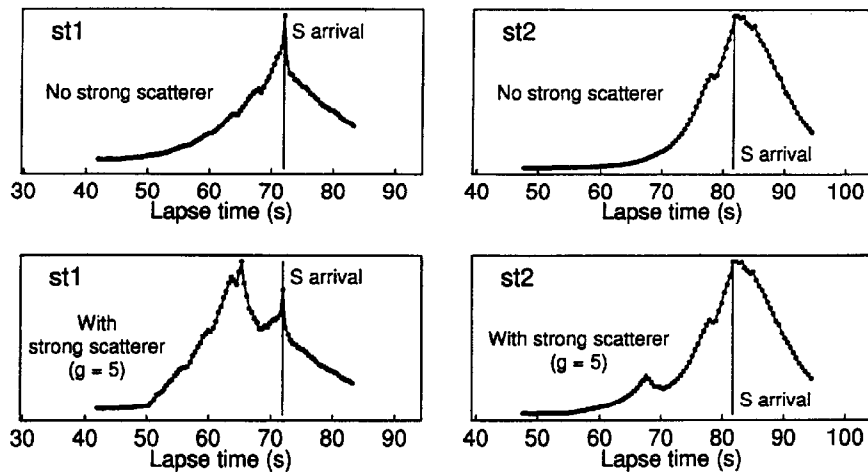 st1
S arrival
No strong scatterer
30 40 50 60 70 80 90
Lapse time (s)
st2
No strong scatterer
S arrival
40 50 60 70 80 90 100
Lapse time (s)
st1
S arrival
With
strong scatterer
(g = 5)
30 40 50 60 70 80 90
Lapse time (s)
st2
With strong scatterer
(g = 5)
S arrival
40 50 60 70 80 90 100
Lapse time (s)